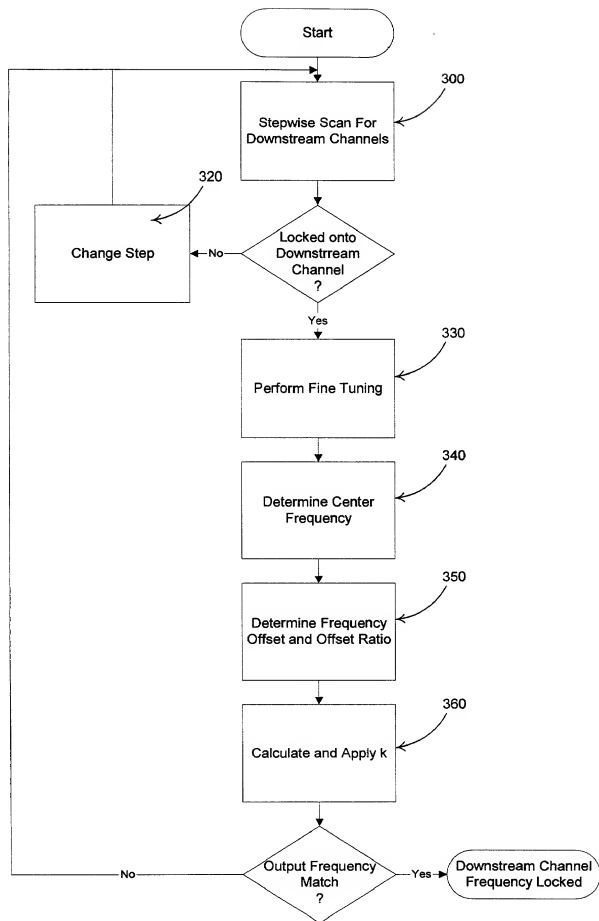 Start
300
Stepwise Scan For
Downstream Channels
320
Change Step
No
Locked onto
Downstrream
Channel
?
Yes
330
Perform Fine Tuning
340
Determine Center
Frequency
350
Determine Frequency
Offset and Offset Ratio
360
Calculate and Apply k
No
Output Frequency
Match
?
Yes
Downstream Channel
Frequency Locked